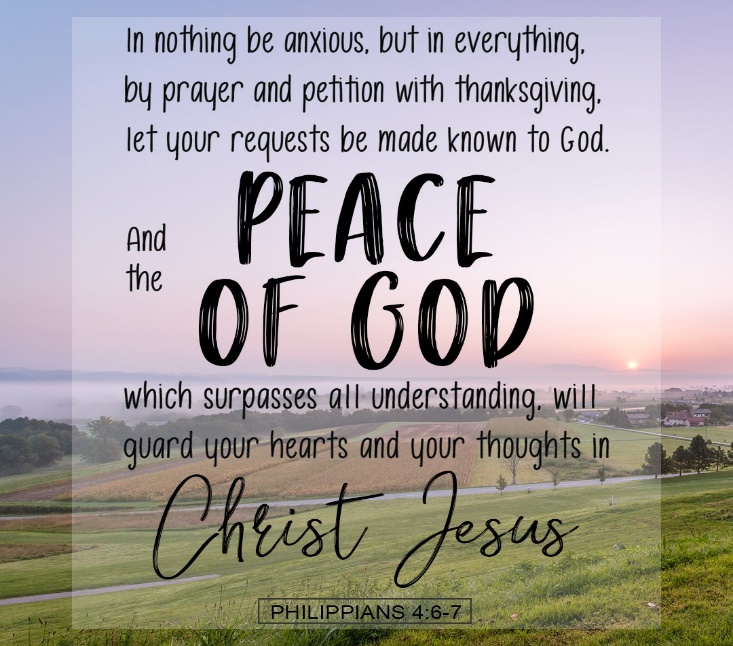 In nothing be anxious, but in everything,
by prayer and petition with thanksgiving,
let your requests be made known to God.
And the
PEACE
OF GOD
which surpasses all understanding, will
guard your hearts and your thoughts in
Christ Jesus
PHILIPPIANS 4:6-7